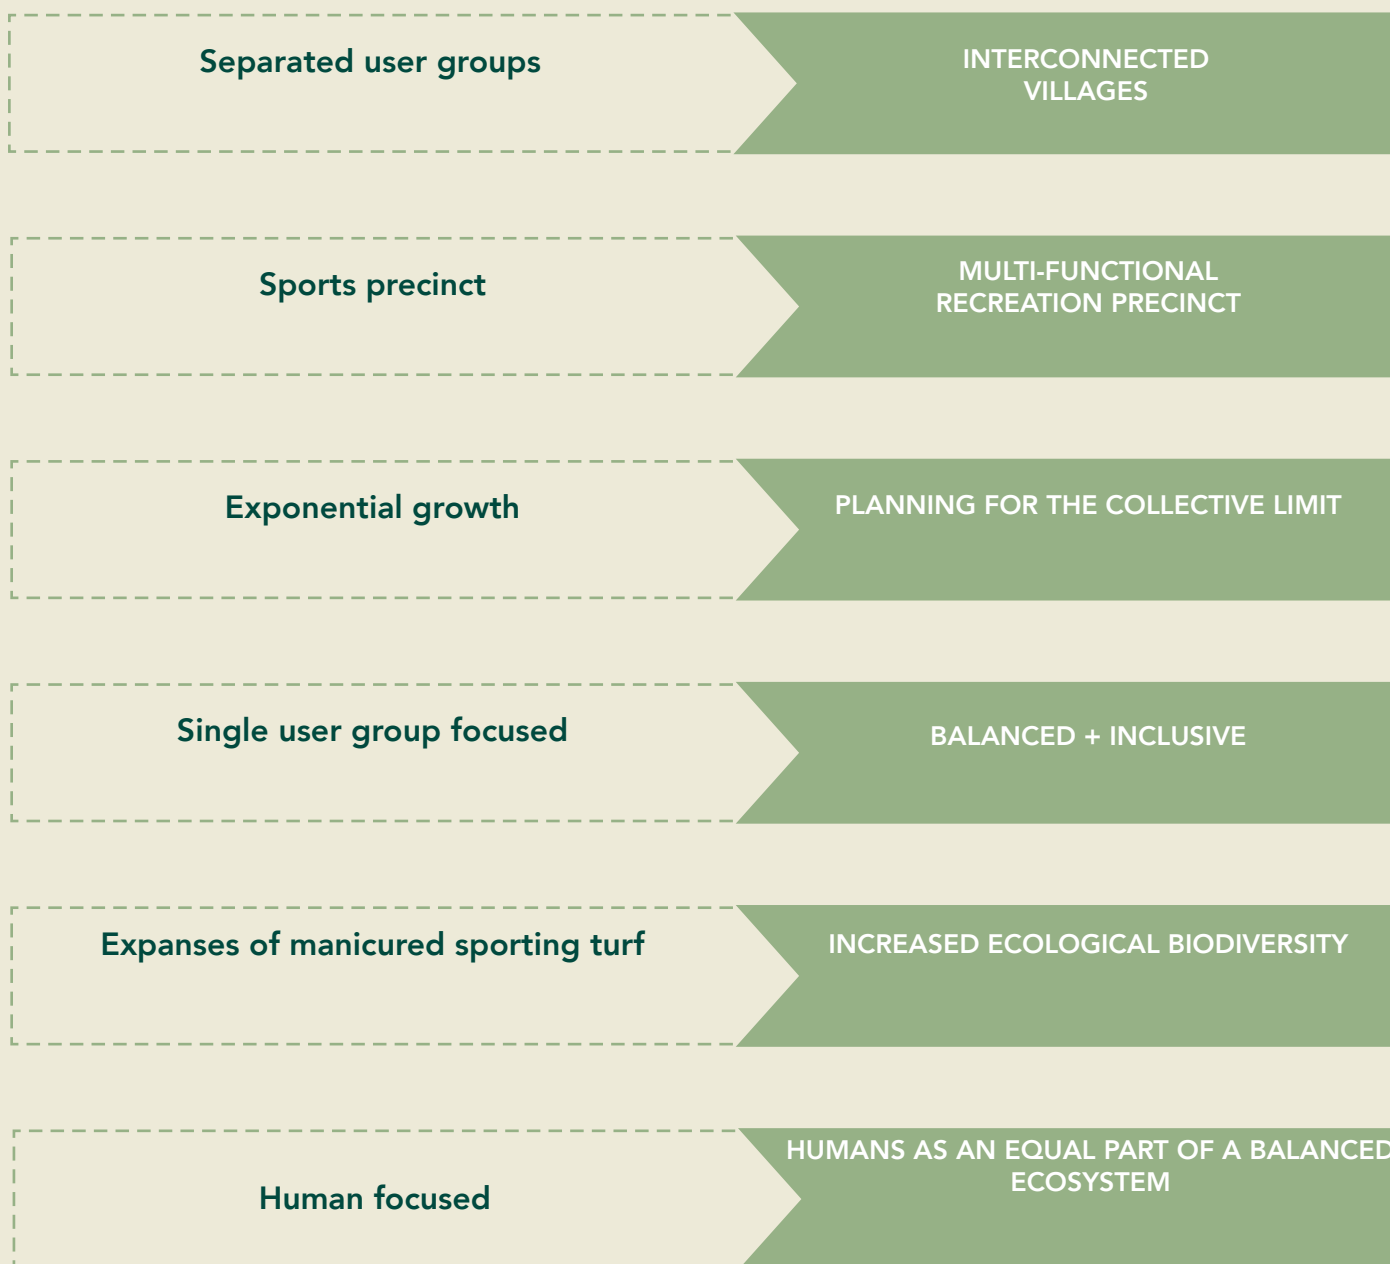 Separated user groups
INTERCONNECTED
VILLAGES
Sports precinct
MULTI-FUNCTIONAL
RECREATION PRECINCT
Exponential growth
PLANNING FOR THE COLLECTIVE LIMIT
Single user group focused
BALANCED + INCLUSIVE
Expanses of manicured sporting turf
INCREASED ECOLOGICAL BIODIVERSITY
Human focused
HUMANS AS AN EQUAL PART OF A BALANCED
ECOSYSTEM